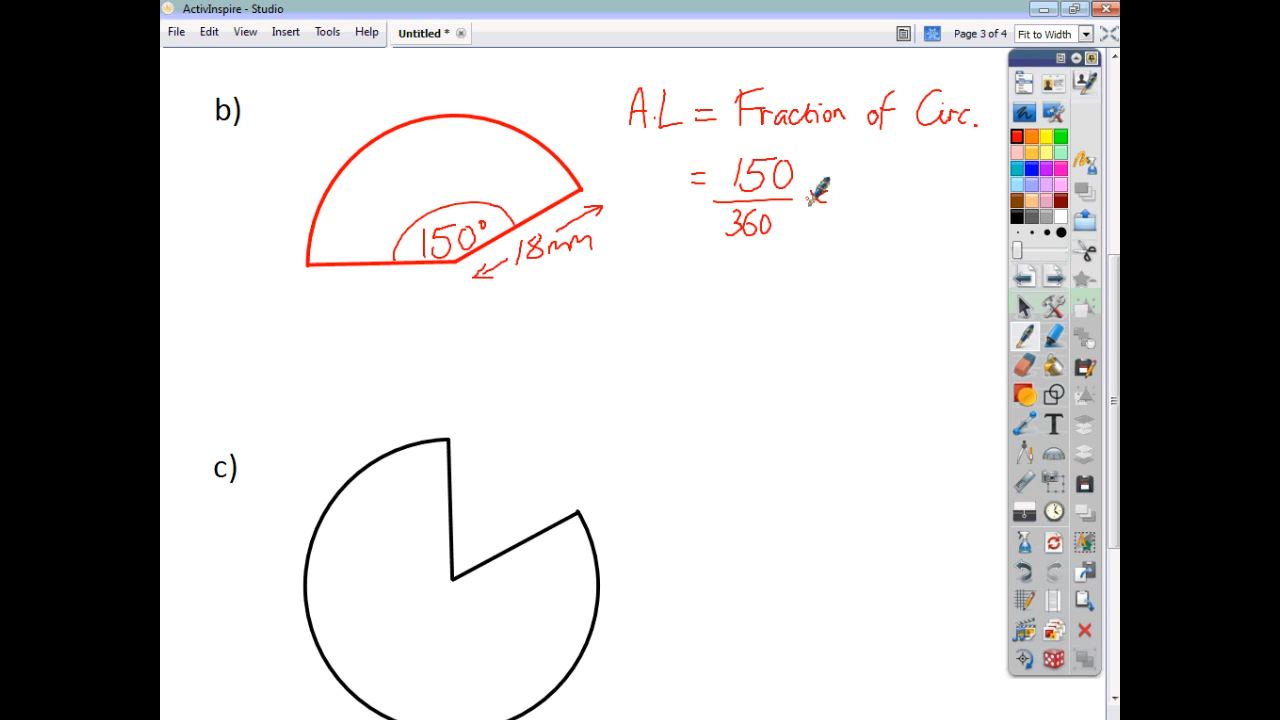 ActivInspire - Studio
File Edit View Insert Tools Help
Untitled *
Page 3 of 4
Fit to Width
b)
A.L = Fraction of Circ.
= 150
360
×
150°
18mm
c)